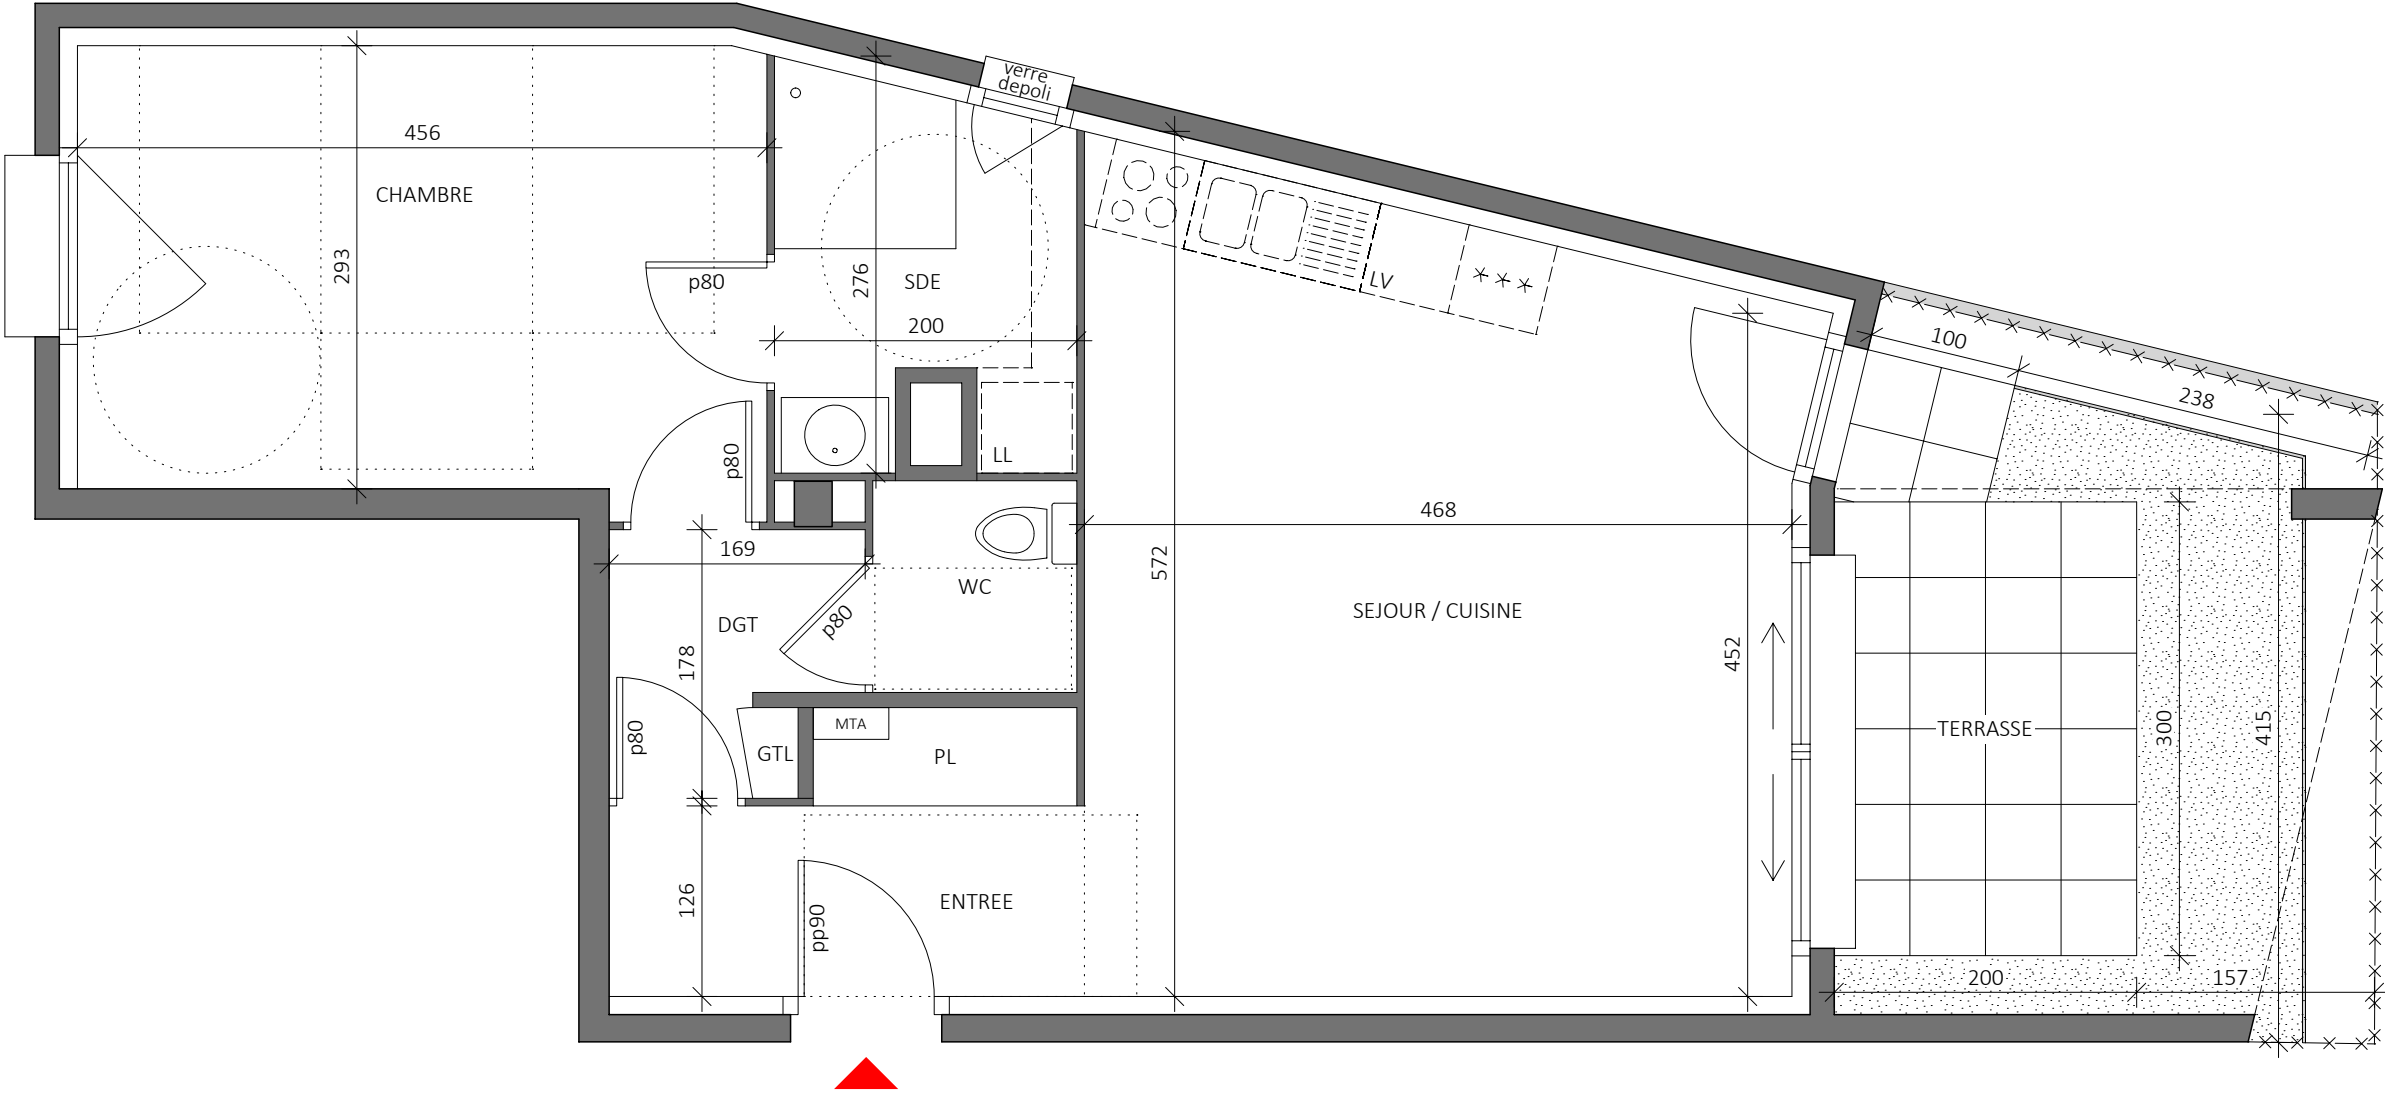 verre
depoli
456
CHAMBRE
293
p80
276
SDE
200
LV
100
238
p80
LL
169
468
572
WC
p80
DGT
178
SEJOUR / CUISINE
452
p80
MTA
GTL
PL
TERRASSE
300
415
126
pp90
ENTREE
200
157